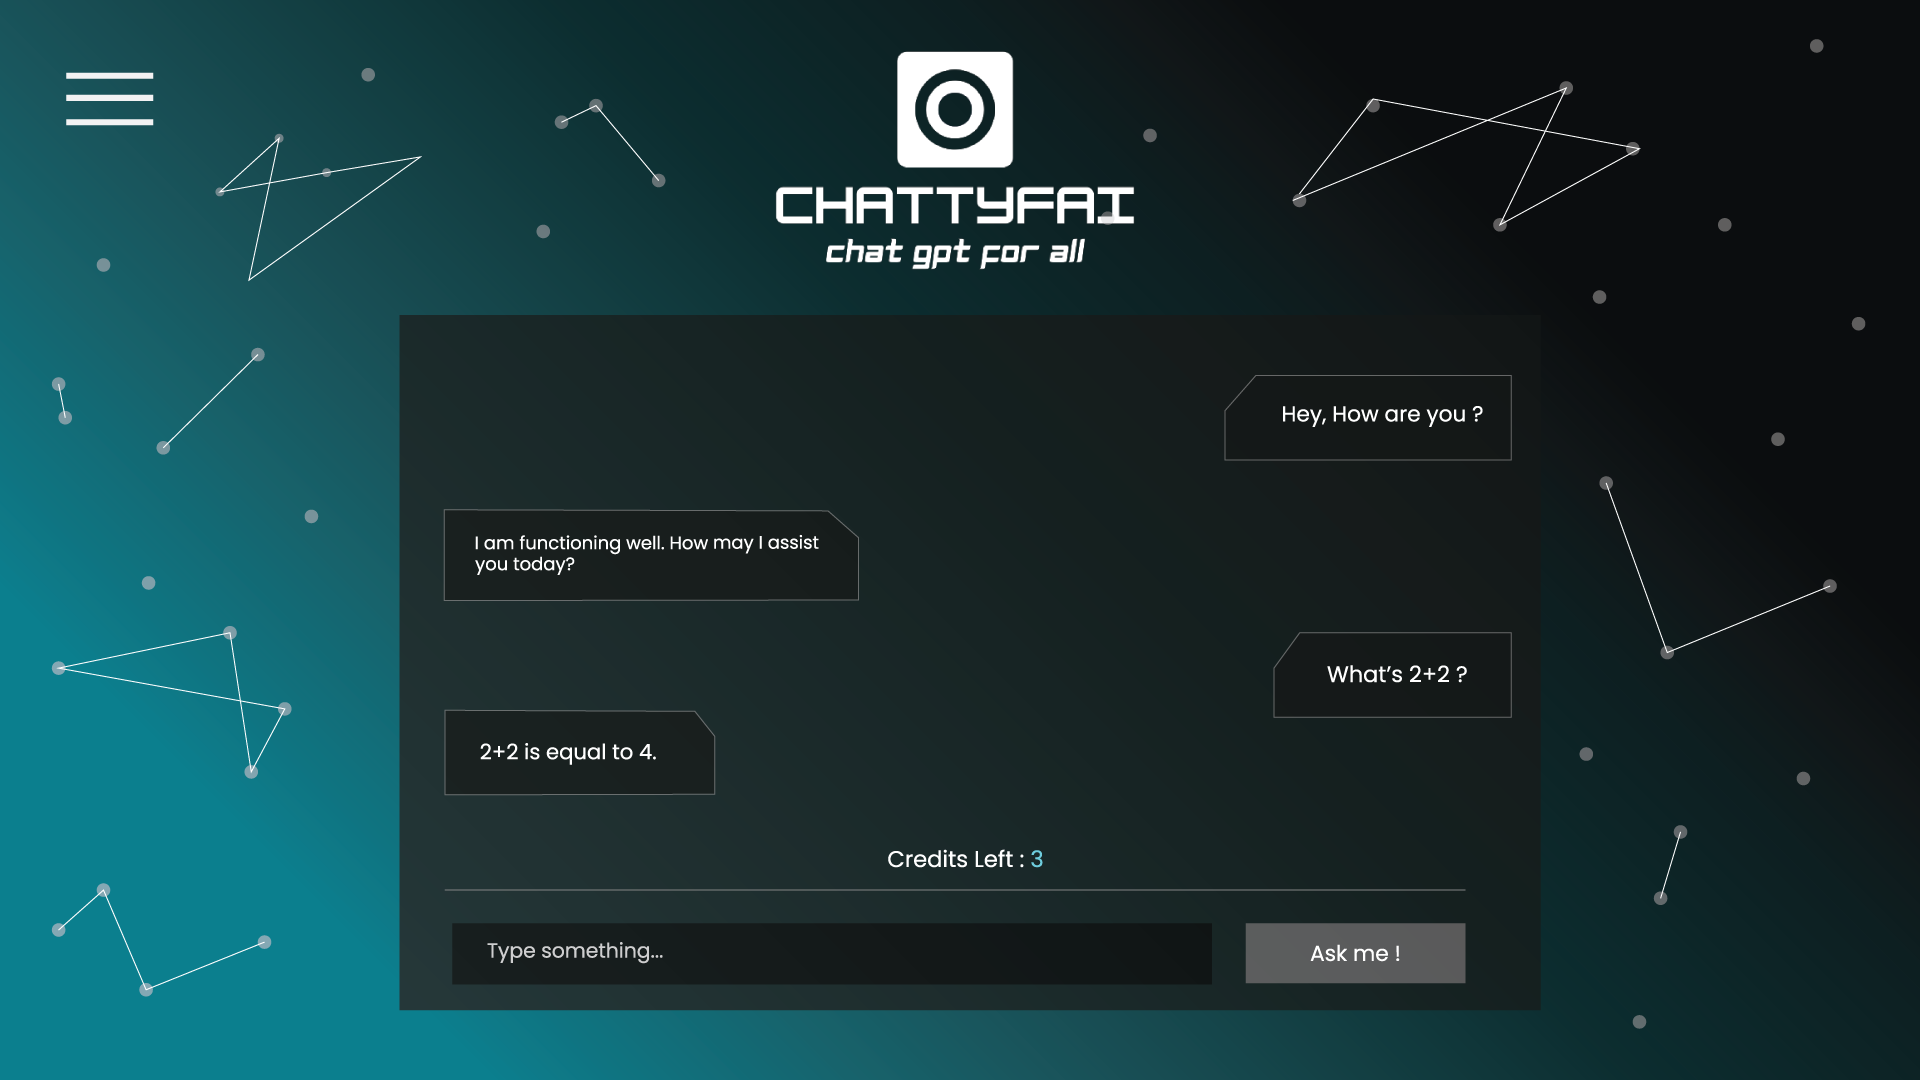 CHATTYFAI
chat gpt for all
Hey, How are you ?
I am functioning well. How may I assist
you today?
What’s 2+2 ?
2+2 is equal to 4.
Credits Left : 3
Type something...
Ask me !